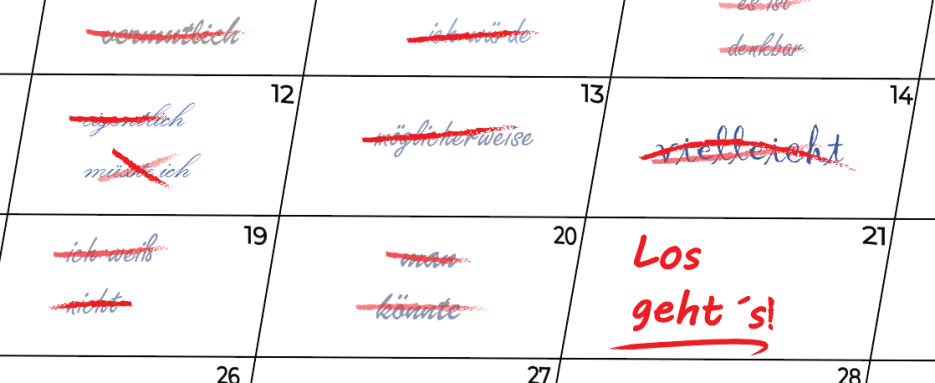 es ist
vermutlich
ich würde
denkbar
12
13
14
eigentlich
möglicherweise
vielleicht
müsste ich
19
20
21
ich weiß
man
Los
nicht
könnte
geht ´s!
26
27
28